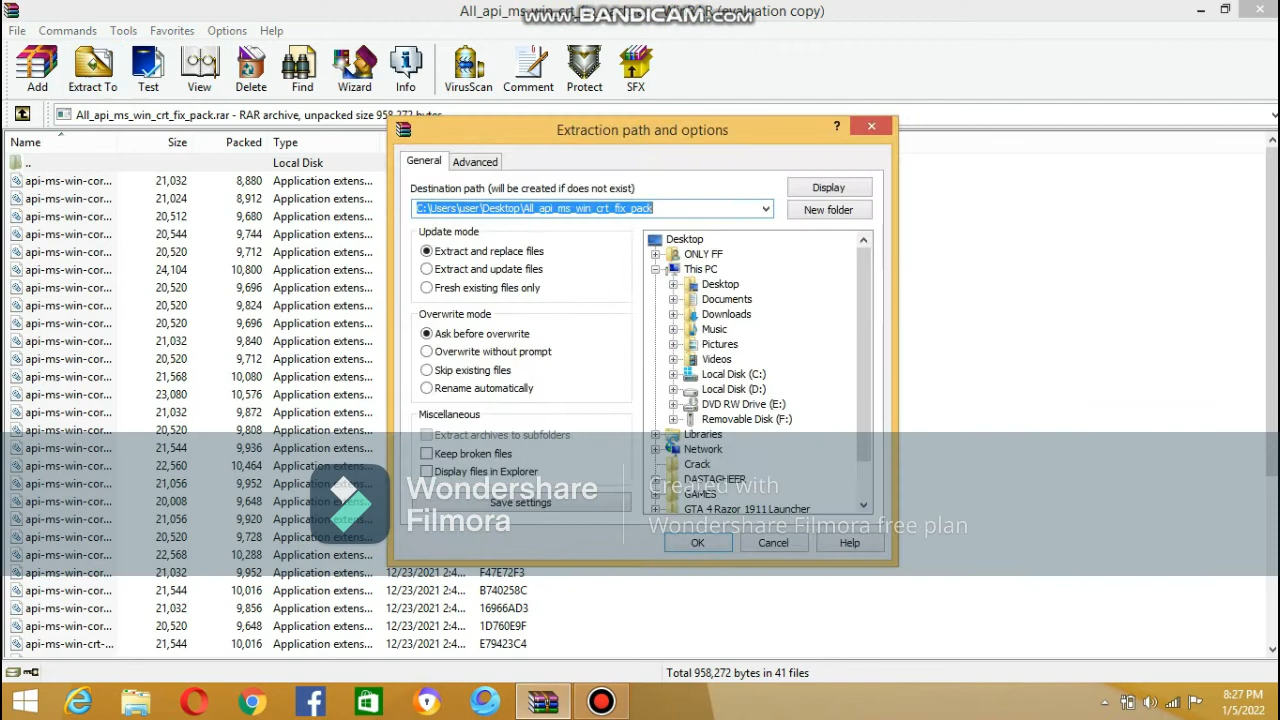 All_api_ms_win_crt_f
(evaluation copy)
www.BANDICAM.com
File Commands Tools Favorites Options Help
Add Extract To Test View Delete Find Wizard Info VirusScan Comment Protect SFX
All_api_ms_win_crt_fix_pack.rar - RAR archive, unpacked size 958,272 bytes
Name Size Packed Type
.. Local Disk
api-ms-win-cor... 21,032 8,880 Application extens...
api-ms-win-cor... 21,024 8,912 Application extens...
api-ms-win-cor... 20,512 9,680 Application extens...
api-ms-win-cor... 20,544 9,744 Application extens...
api-ms-win-cor... 20,520 9,712 Application extens...
api-ms-win-cor... 24,104 10,800 Application extens...
api-ms-win-cor... 20,520 9,696 Application extens...
api-ms-win-cor... 20,520 9,824 Application extens...
api-ms-win-cor... 20,520 9,696 Application extens...
api-ms-win-cor... 21,032 9,840 Application extens...
api-ms-win-cor... 20,520 9,712 Application extens...
api-ms-win-cor... 21,568 10,080 Application extens...
api-ms-win-cor... 23,080 10,576 Application extens...
api-ms-win-cor... 21,032 9,872 Application extens...
api-ms-win-cor... 20,520 9,808 Application extens...
api-ms-win-cor... 21,544 9,936 Application extens...
api-ms-win-cor... 22,560 10,464 Application extens...
api-ms-win-cor... 21,056 9,952 Application extens...
api-ms-win-cor... 20,008 9,648 Application extens...
api-ms-win-cor... 21,056 9,920 Application extens...
api-ms-win-cor... 20,520 9,728 Application extens...
api-ms-win-cor... 22,568 10,288 Application extens...
api-ms-win-cor... 21,032 9,952 Application extens... 12/23/2021 2:4... F47E72F3
api-ms-win-cor... 21,544 10,016 Application extens... 12/23/2021 2:4... B740258C
api-ms-win-cor... 21,032 9,856 Application extens... 12/23/2021 2:4... 16966AD3
api-ms-win-cor... 20,520 9,648 Application extens... 12/23/2021 2:4... 1D760E9F
api-ms-win-crt-... 21,544 10,016 Application extens... 12/23/2021 2:4... E79423C4
Extraction path and options
?
General Advanced
Destination path (will be created if does not exist)
C:\Users\user\Desktop\All_api_ms_win_crt_fix_pack
Display
New folder
Update mode
Extract and replace files
Extract and update files
Fresh existing files only
Overwrite mode
Ask before overwrite
Overwrite without prompt
Skip existing files
Rename automatically
Miscellaneous
Extract archives to subfolders
Keep broken files
Display files in Explorer
Save settings
Desktop
ONLY FF
This PC
Desktop
Documents
Downloads
Music
Pictures
Videos
Local Disk (C:)
Local Disk (D:)
DVD RW Drive (E:)
Removable Disk (F:)
Libraries
Network
Crack
DASTAGHEER
GAMES
GTA 4 Razor 1911 Launcher
OK Cancel Help
Wondershare
Filmora
Created with
Wondershare Filmora free plan
Total 958,272 bytes in 41 files
8:27 PM
1/5/2022